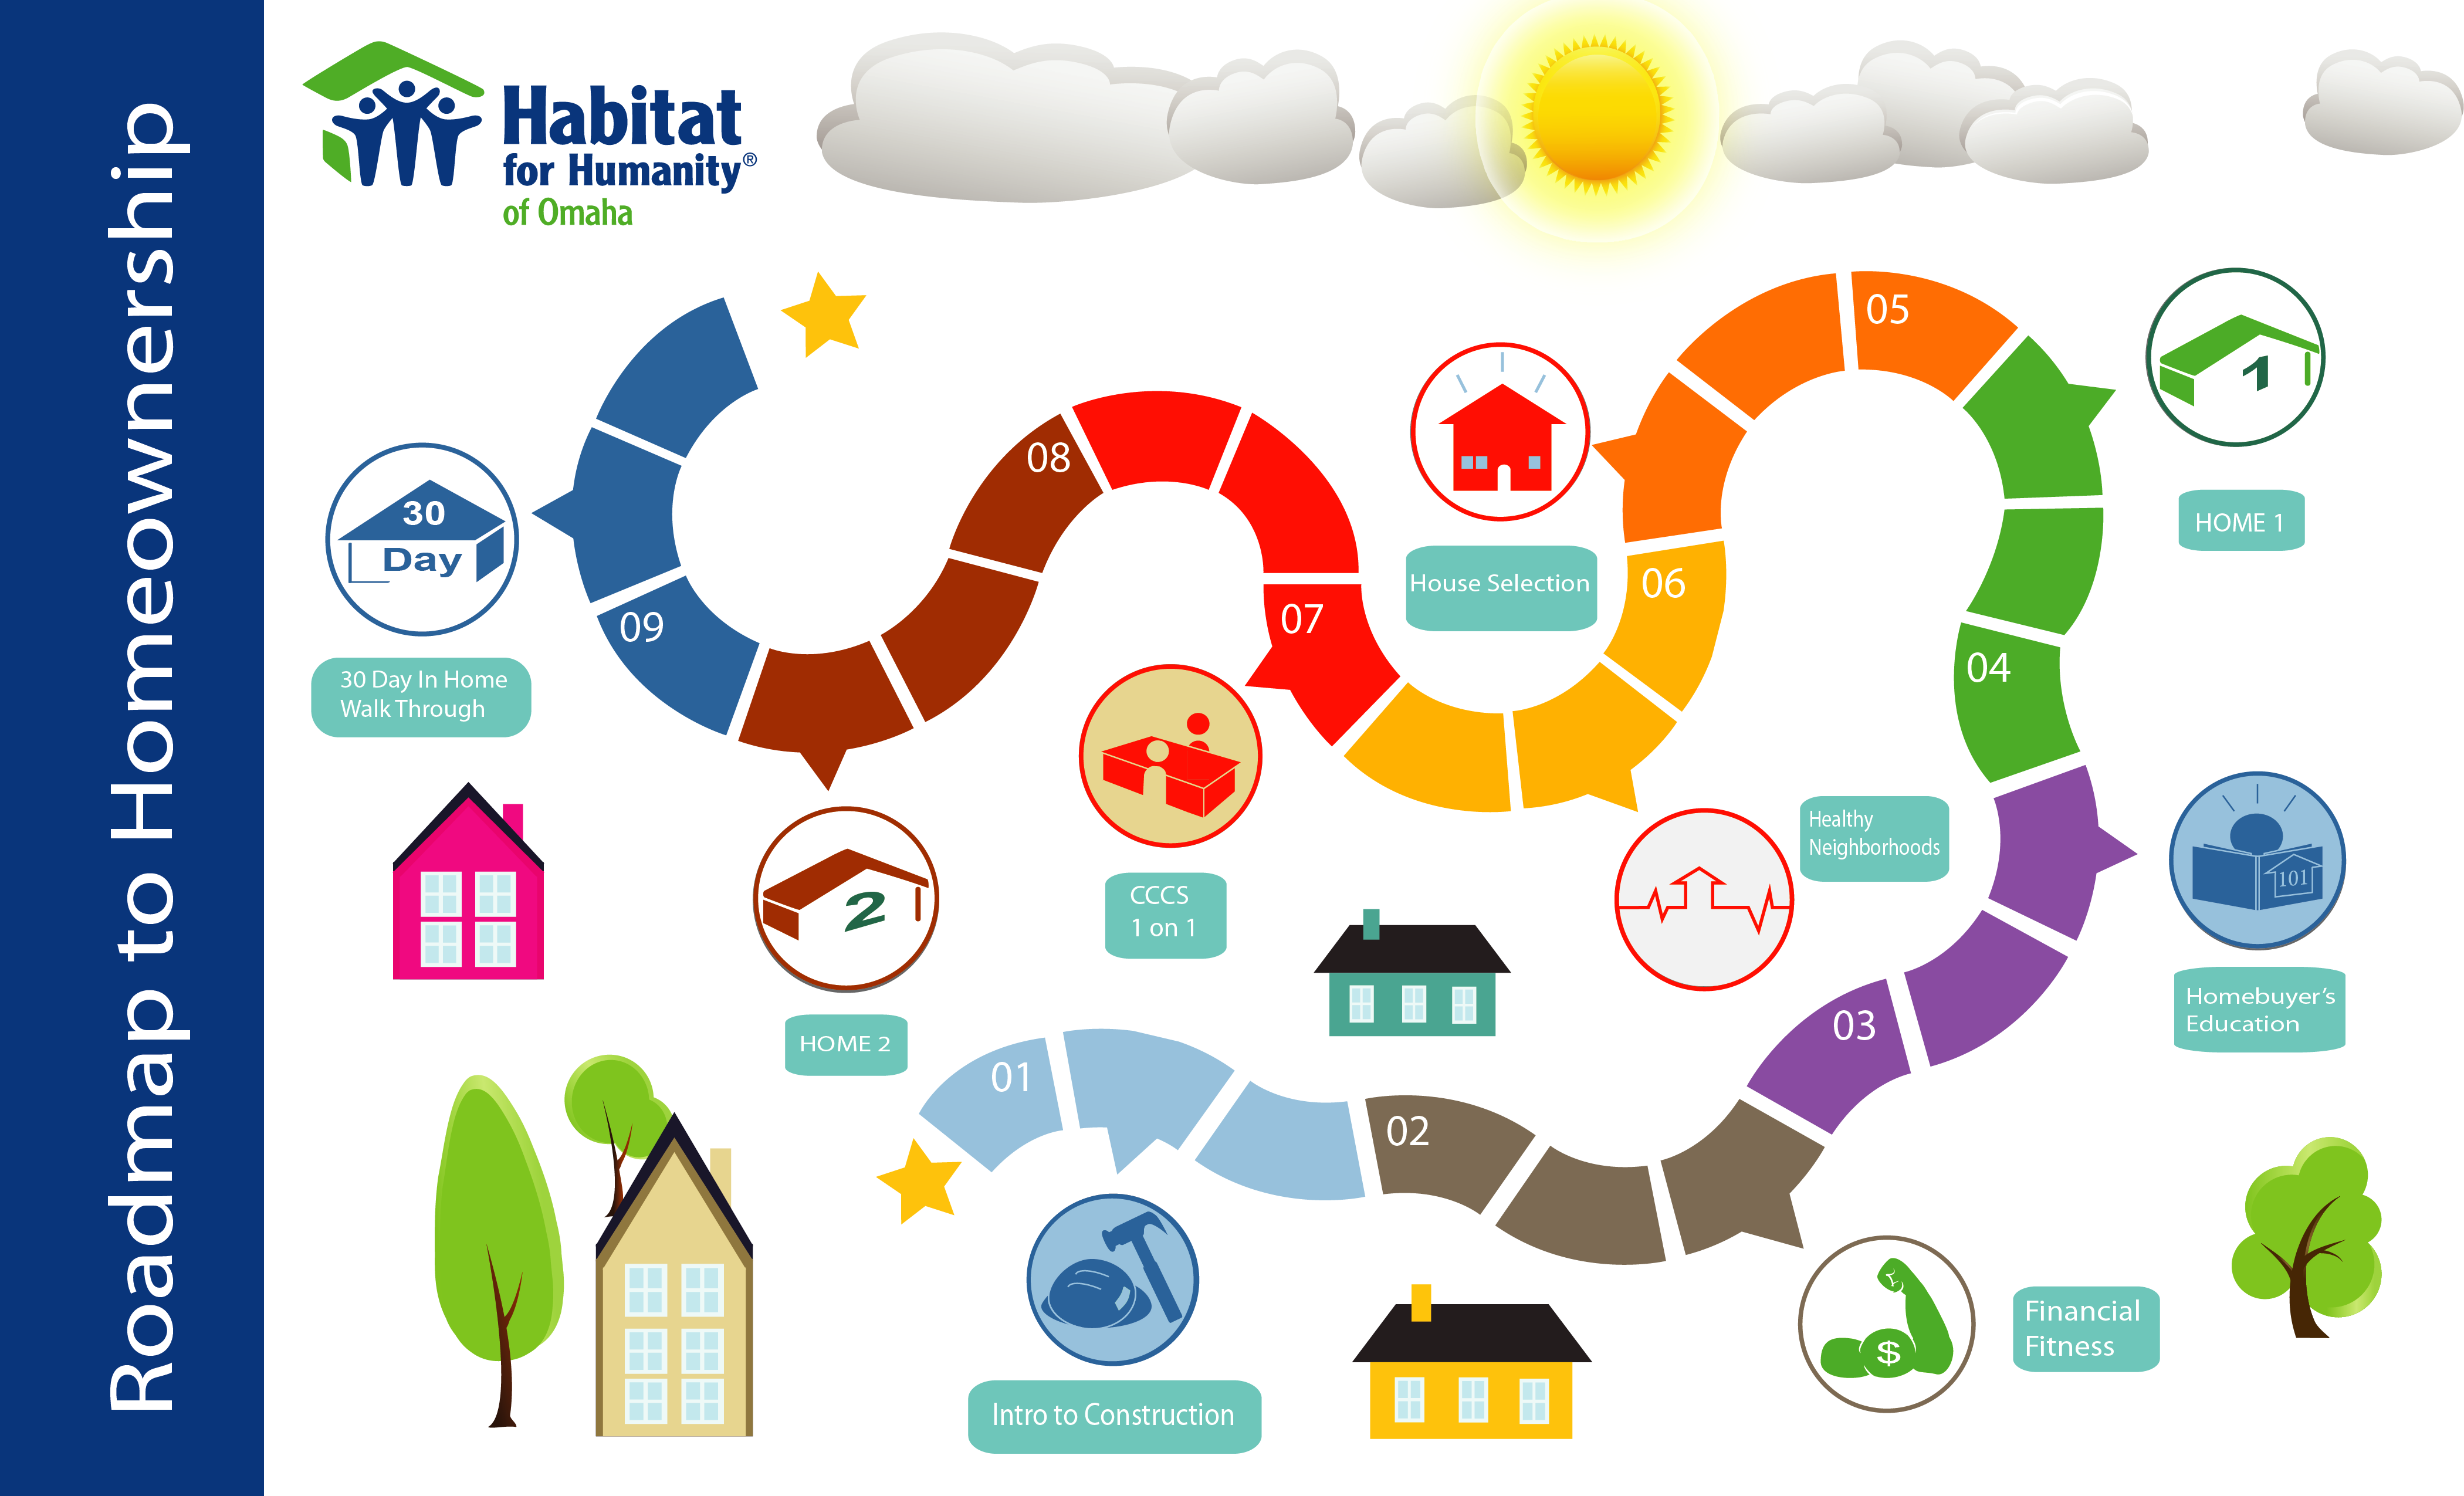 Roadmap to Homeownership
Habitat
for Humanity®
of Omaha
01
Intro to Construction
02
$
Financial
Fitness
03
101
Homebuyer's
Education
04
1
HOME 1
05
House Selection
06
Healthy
Neighborhoods
07
CCCS
1 on 1
08
2
HOME 2
09
30
Day
30 Day In Home
Walk Through